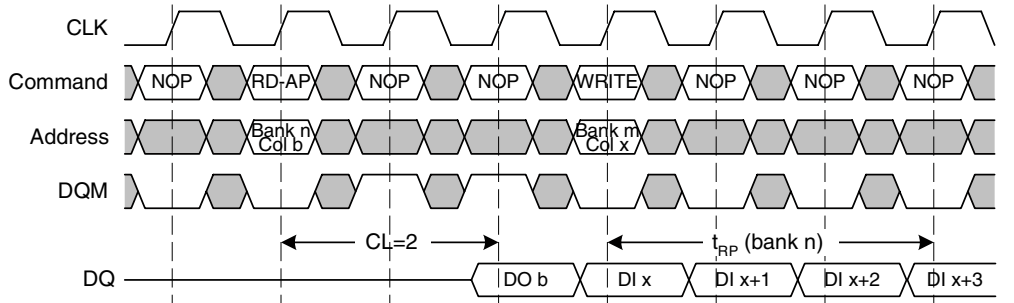 CLK
Command NOP RD-AP NOP NOP WRITE NOP NOP NOP
Address Bank n Col b Bank m Col x
DQM
CL=2 tRP (bank n)
DQ DO b DI x DI x+1 DI x+2 DI x+3